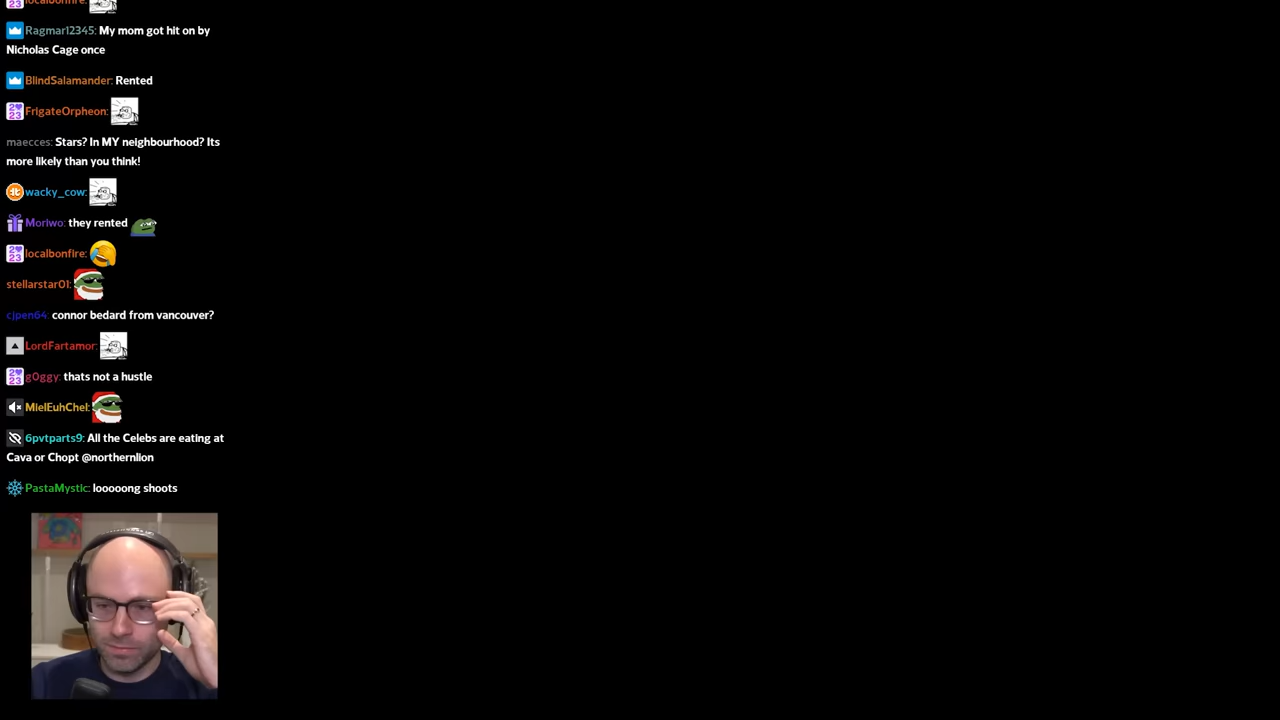 localbonfire:
Ragmar12345: My mom got hit on by
Nicholas Cage once
BlindSalamander: Rented
FrigateOrpheon:
maecces: Stars? In MY neighbourhood? Its
more likely than you think!
wacky_cow:
Moriwo: they rented
localbonfire:
stellarstar01:
cjpen64: connor bedard from vancouver?
LordFartamor:
g0ggy: thats not a hustle
MielEuhChel:
6pvtparts9: All the Celebs are eating at
Cava or Chopt @northernlion
PastaMystic: looooong shoots